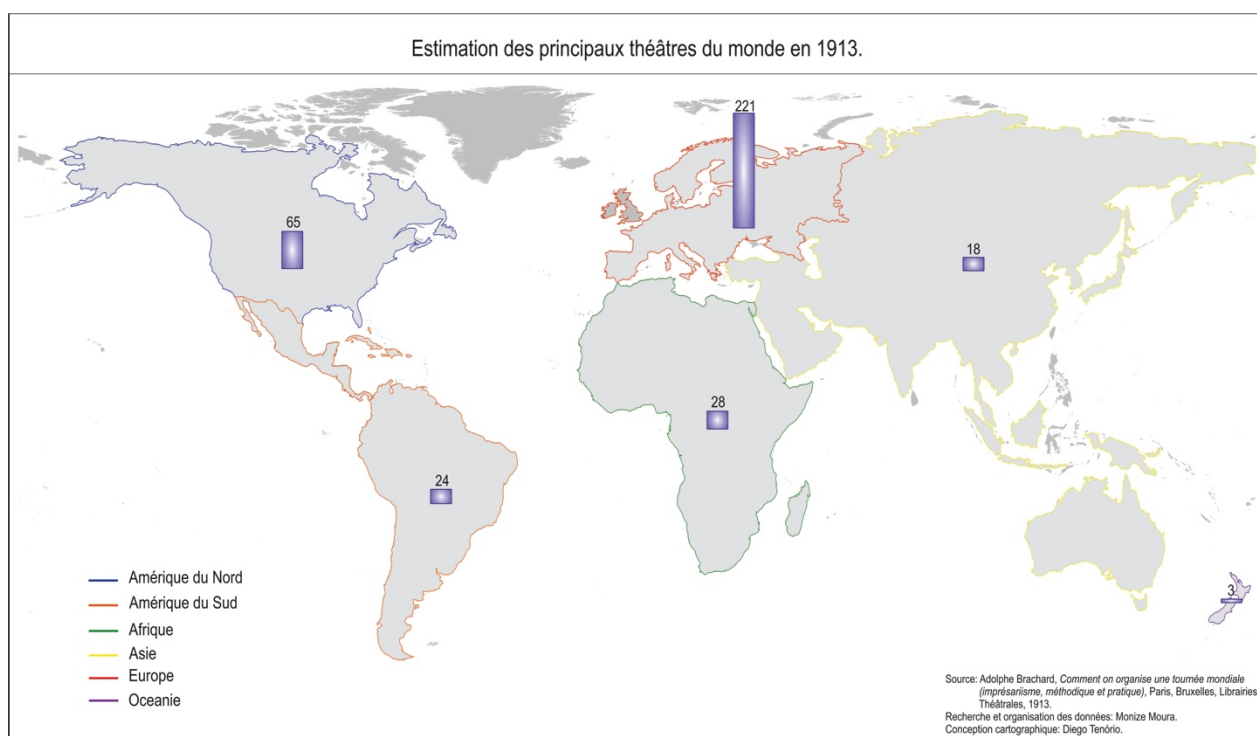 Estimation des principaux théâtres du monde en 1913.
221
65
18
28
24
3
Amérique du Nord
Amérique du Sud
Afrique
Asie
Europe
Oceanie
Source: Adolphe Brachard, Comment on organise une tournée mondiale
(imprésariisme, méthodique et pratique), Paris, Bruxelles, Librairies
Théâtrales, 1913.
Recherche et organisation des données: Monize Moura.
Conception cartographique: Diego Tenório.